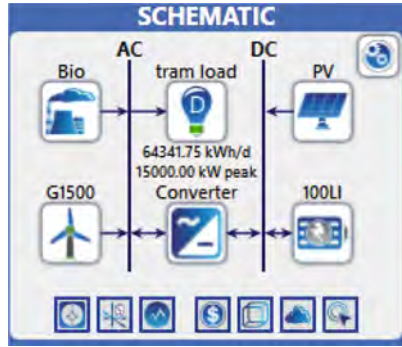 SCHEMATIC
AC DC
Bio tram load PV
D
64341.75 kWh/d
15000.00 kW peak
G1500 Converter 100LI
$